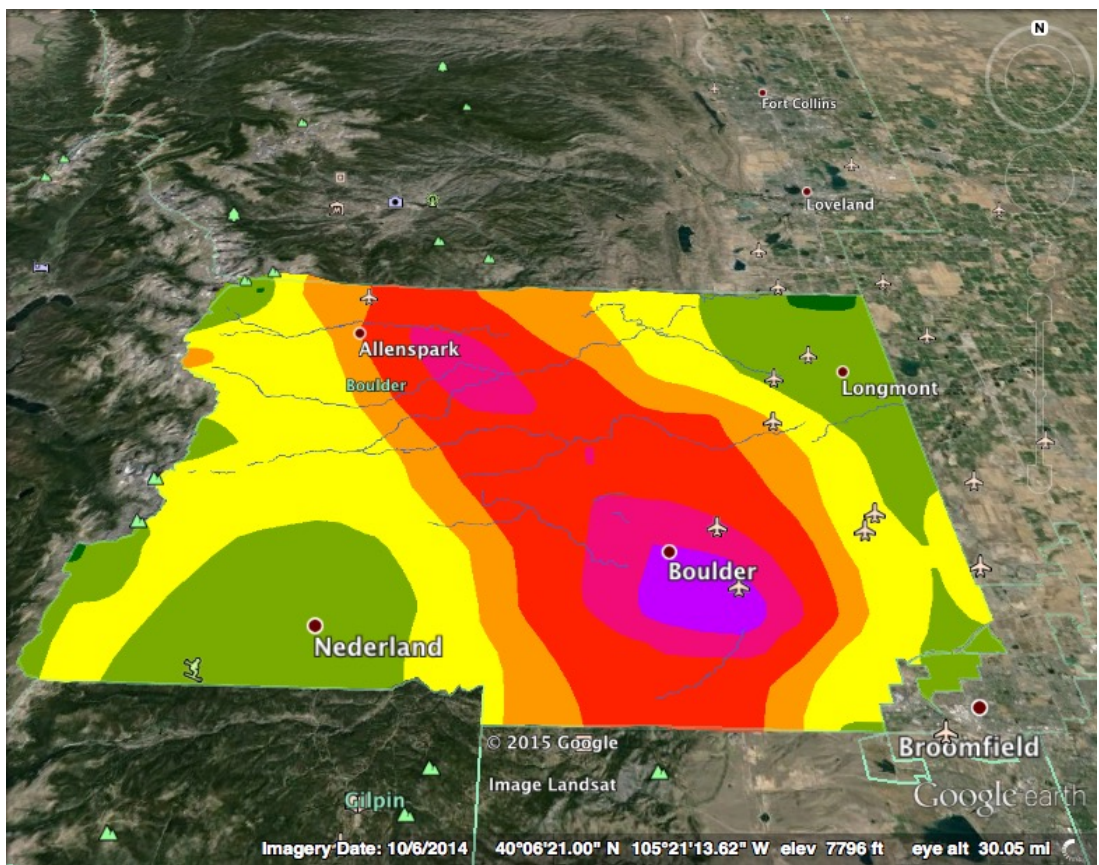 N
Fort Collins
Loveland
Allenspark
Boulder
Longmont
Boulder
Nederland
Broomfield
© 2015 Google
Image Landsat
Gilpin
Google earth
Imagery Date: 10/6/2014 40°06'21.00" N 105°21'13.62" W elev 7796 ft eye alt 30.05 mi